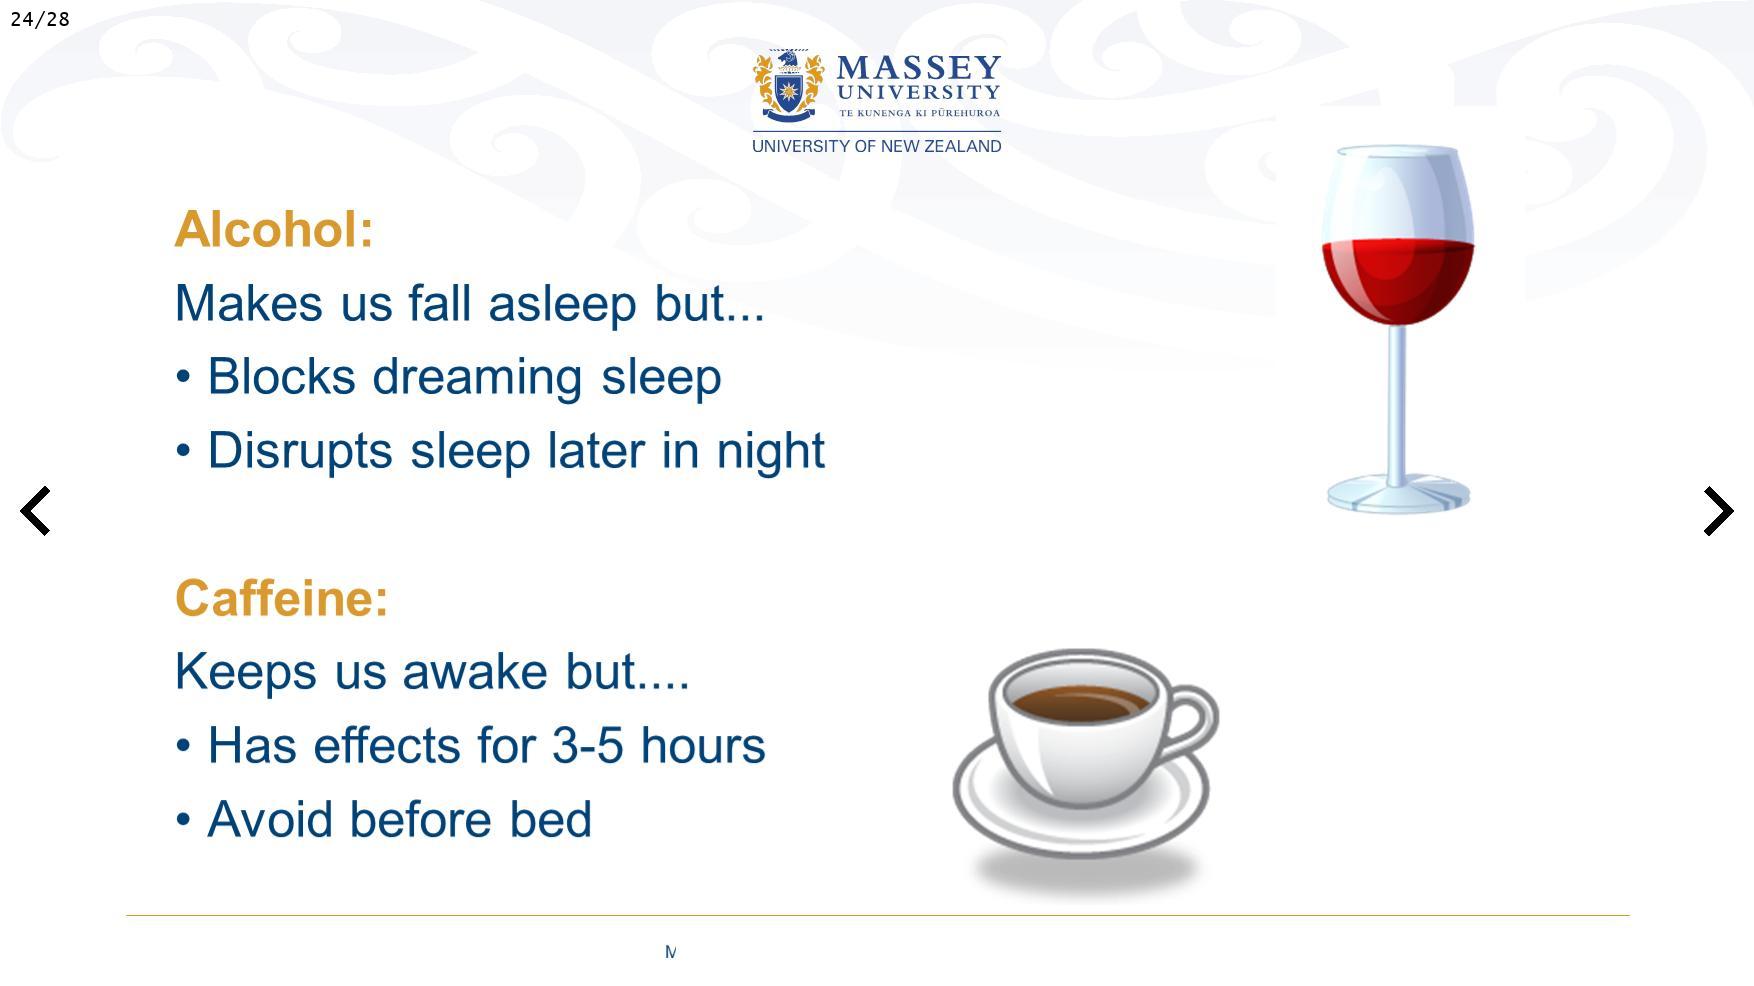 24/28
MASSEY
UNIVERSITY
TE KUNENGA KI PŪREHUROA
UNIVERSITY OF NEW ZEALAND
Alcohol:
Makes us fall asleep but...
• Blocks dreaming sleep
• Disrupts sleep later in night
Caffeine:
Keeps us awake but....
• Has effects for 3-5 hours
• Avoid before bed